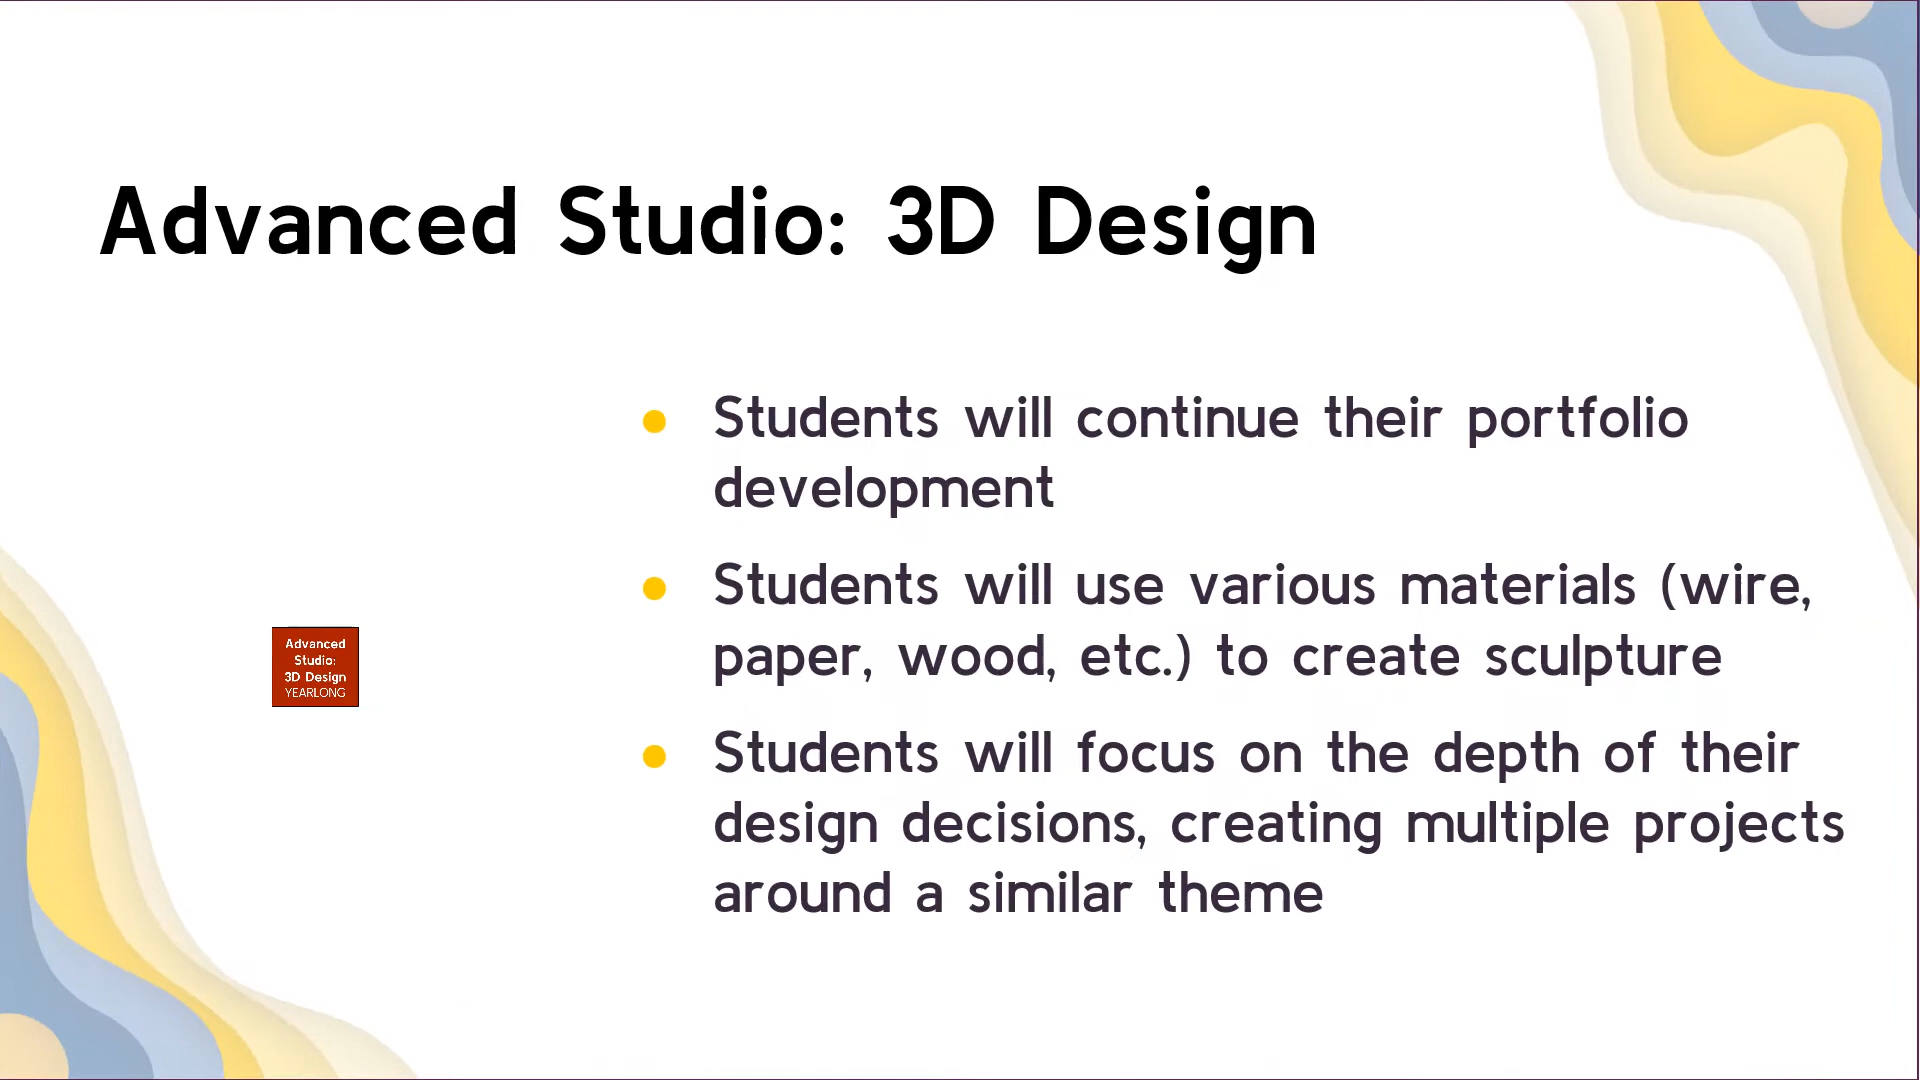 Advanced Studio: 3D Design
Students will continue their portfolio
development
Students will use various materials (wire,
paper, wood, etc.) to create sculpture
Students will focus on the depth of their
design decisions, creating multiple projects
around a similar theme
Advanced
Studio:
3D Design
YEARLONG